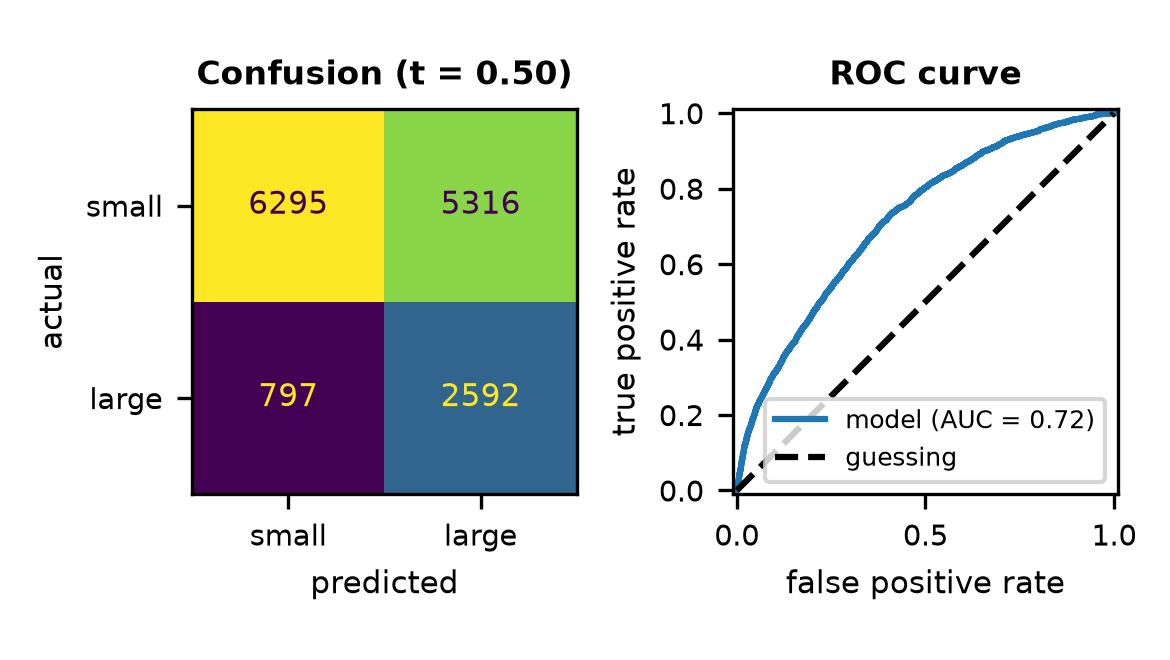 Confusion (t = 0.50)
actual
small
large
6295 5316
797 2592
small large
predicted
ROC curve
true positive rate
1.0
0.8
0.6
0.4
0.2
0.0
model (AUC = 0.72)
guessing
0.0 0.5 1.0
false positive rate